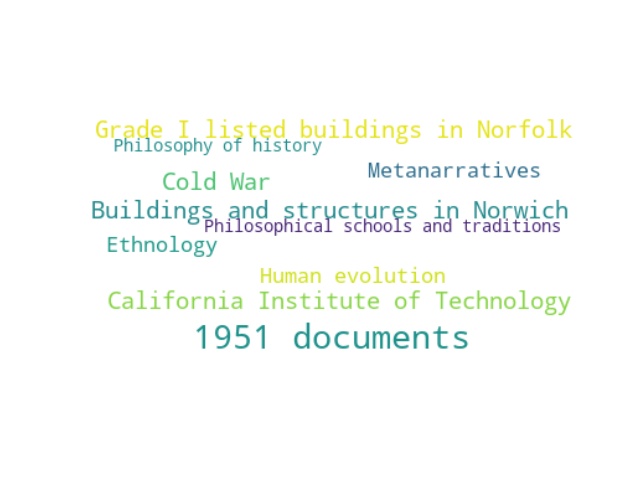 Grade I listed buildings in Norfolk
Philosophy of history
Metanarratives
Cold War
Buildings and structures in Norwich
Philosophical schools and traditions
Ethnology
Human evolution
California Institute of Technology
1951 documents